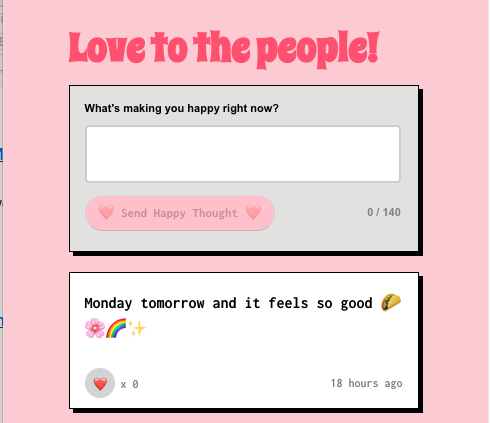 Love to the people!
What's making you happy right now?
❤️ Send Happy Thought ❤️
0 / 140
Monday tomorrow and it feels so good 🌮
🌸🌈✨
❤️ x 0
18 hours ago